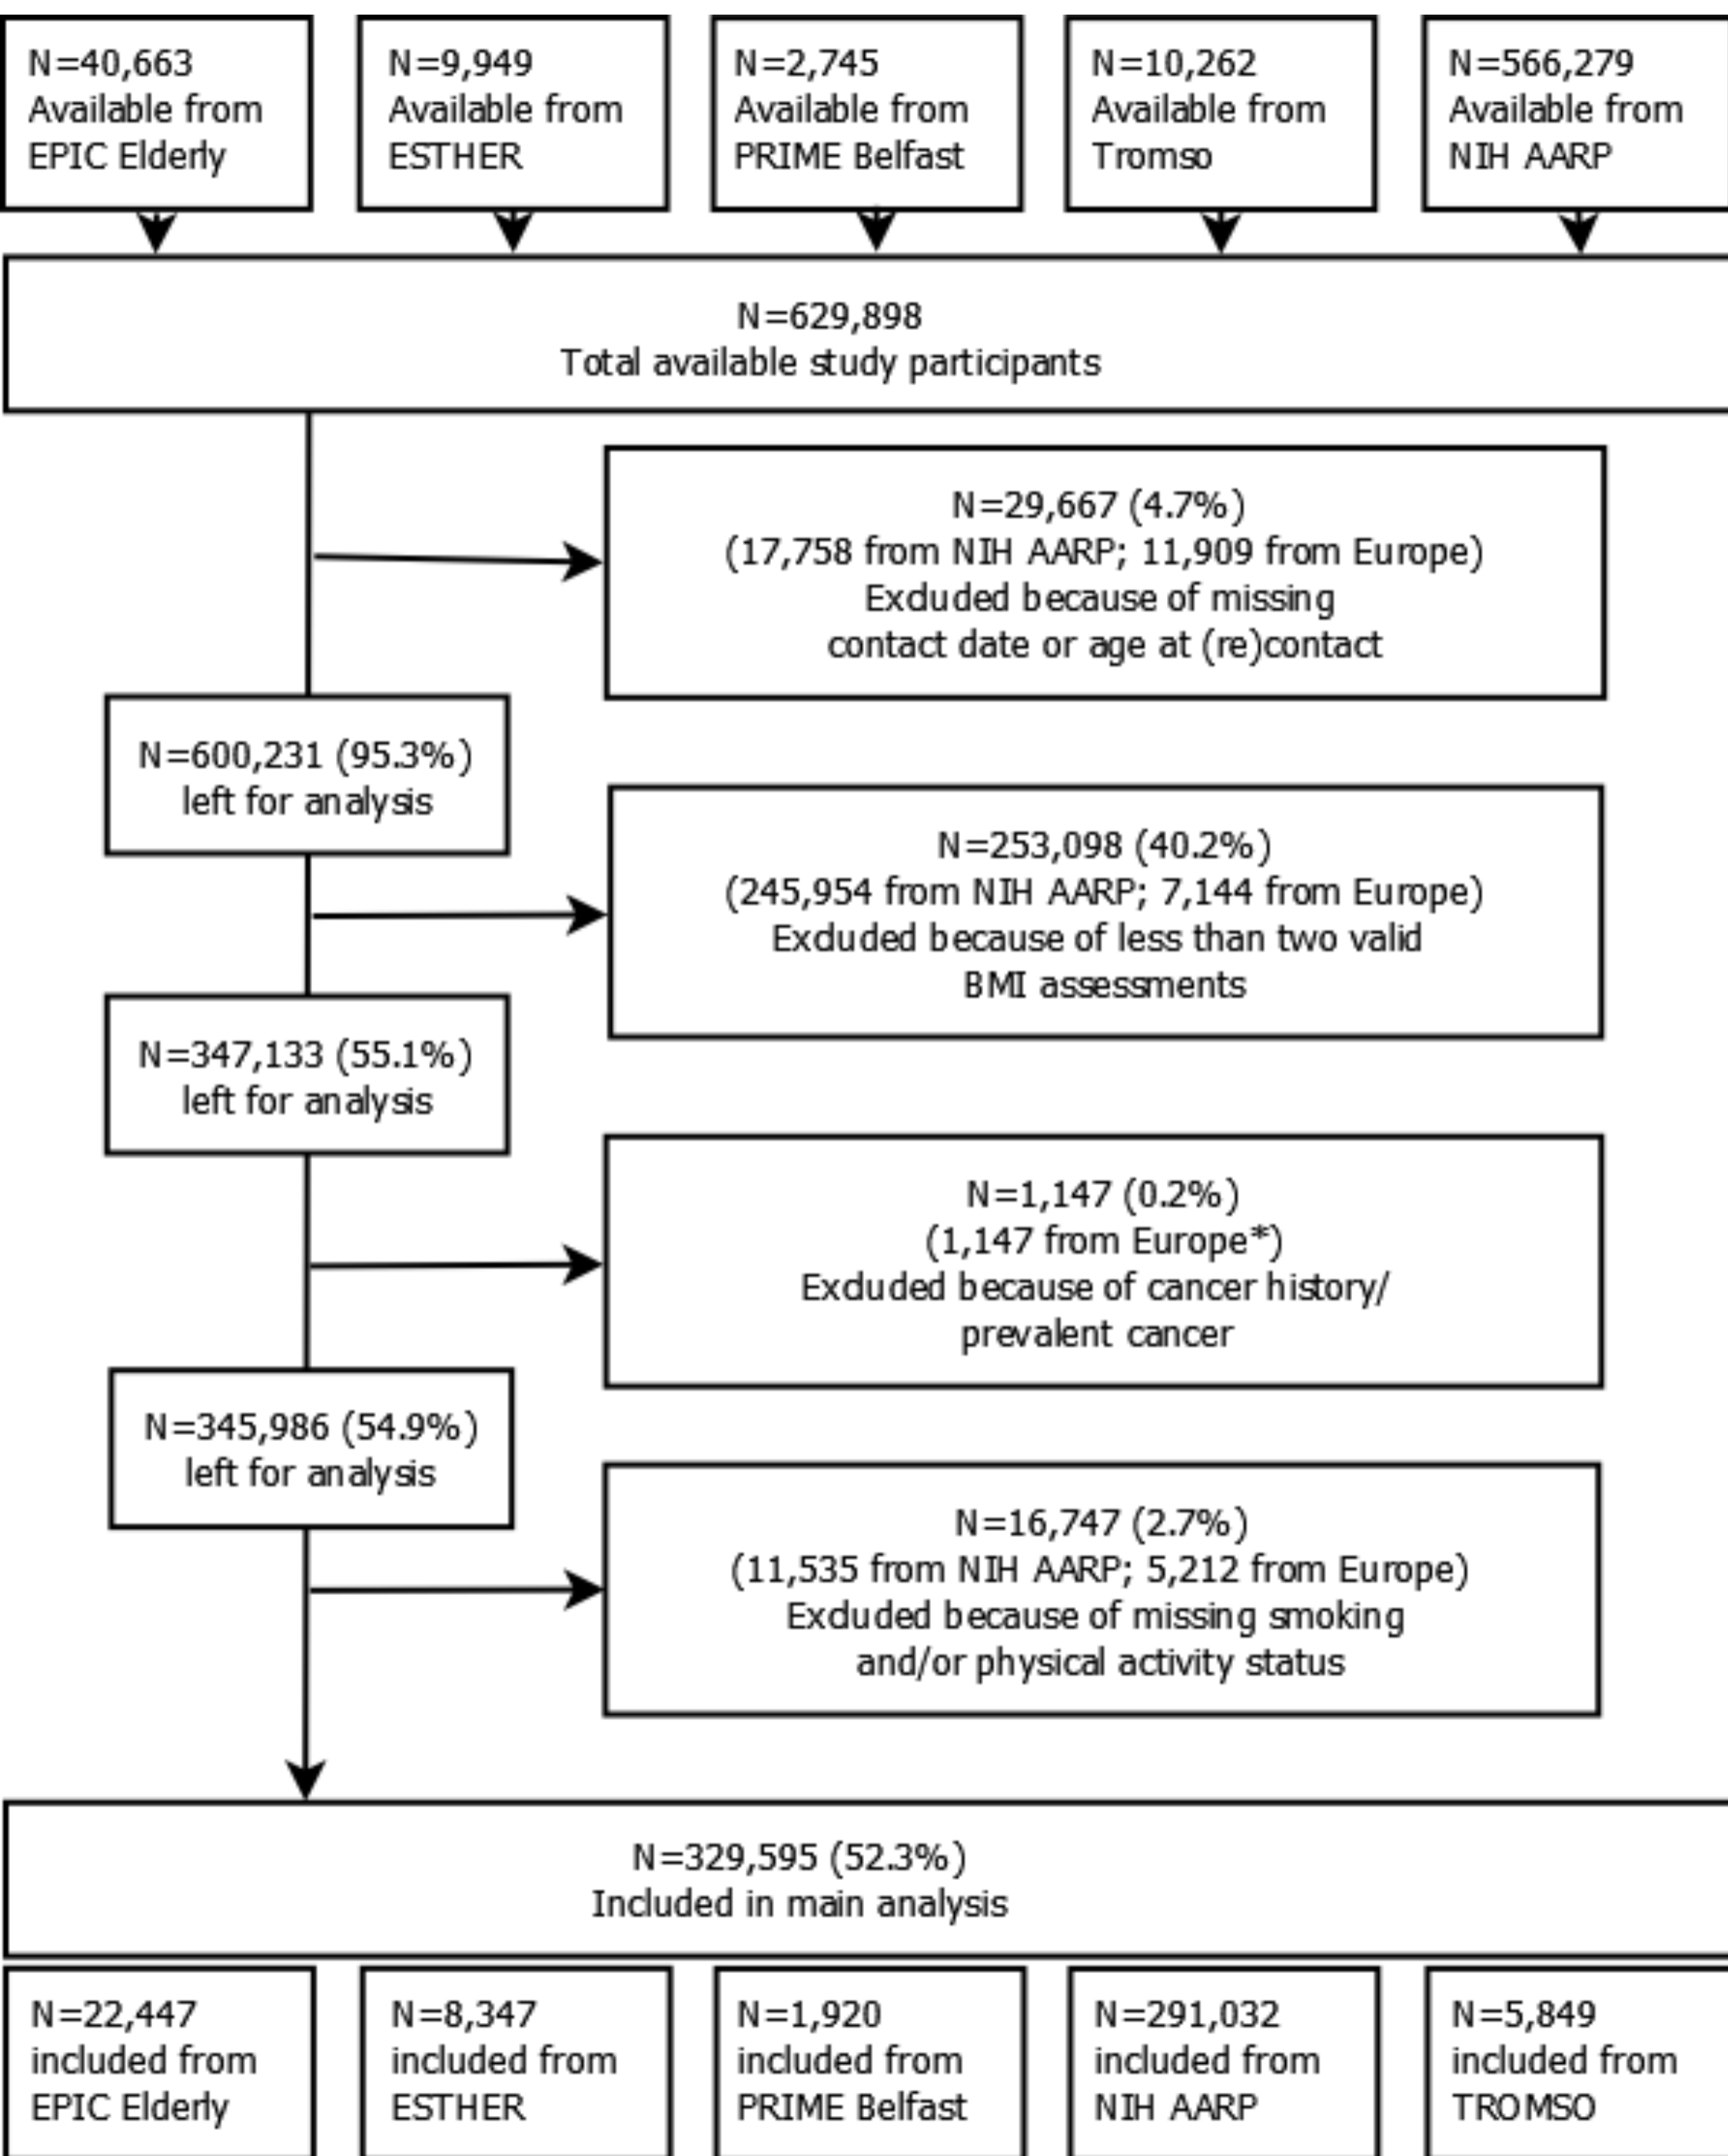 N=40,663
Available from
EPIC Elderly
N=9,949
Available from
ESTHER
N=2,745
Available from
PRIME Belfast
N=10,262
Available from
Tromso
N=566,279
Available from
NIH AARP
N=629,898
Total available study participants
N=29,667 (4.7%)
(17,758 from NIH AARP; 11,909 from Europe)
Excluded because of missing
contact date or age at (re)contact
N=600,231 (95.3%)
left for analysis
N=253,098 (40.2%)
(245,954 from NIH AARP; 7,144 from Europe)
Excluded because of less than two valid
BMI assessments
N=347,133 (55.1%)
left for analysis
N=1,147 (0.2%)
(1,147 from Europe*)
Excluded because of cancer history/
prevalent cancer
N=345,986 (54.9%)
left for analysis
N=16,747 (2.7%)
(11,535 from NIH AARP; 5,212 from Europe)
Excluded because of missing smoking
and/or physical activity status
N=329,595 (52.3%)
Included in main analysis
N=22,447
included from
EPIC Elderly
N=8,347
included from
ESTHER
N=1,920
included from
PRIME Belfast
N=291,032
included from
NIH AARP
N=5,849
included from
TROMSO